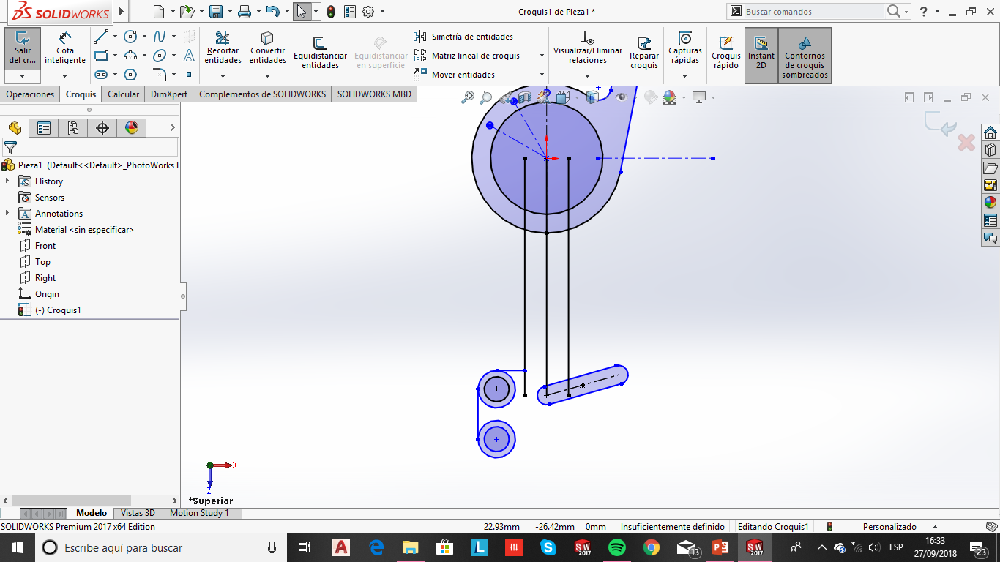 SOLIDWORKS
Croquis1 de Pieza1 *
Buscar comandos
Salir del cr...
Cota inteligente
Recortar entidades
Convertir entidades
Equidistanciar entidades
Equidistanciar en superficie
Simetría de entidades
Matriz lineal de croquis
Mover entidades
Visualizar/Eliminar relaciones
Reparar croquis
Capturas rápidas
Croquis rápido
Instant 2D
Contornos de croquis sombreados
Operaciones
Croquis
Calcular
DimXpert
Complementos de SOLIDWORKS
SOLIDWORKS MBD
Pieza1 (Default<<Default>_PhotoWorks
History
Sensors
Annotations
Material <sin especificar>
Front
Top
Right
Origin
(-) Croquis1
X
Z
*Superior
Modelo
Vistas 3D
Motion Study 1
SOLIDWORKS Premium 2017 x64 Edition
22.93mm
-26.42mm
0mm
Insuficientemente definido
Editando Croquis1
Personalizado
Escribe aquí para buscar
SW 2017
13
SW 2017
ESP
16:33
27/09/2018
23